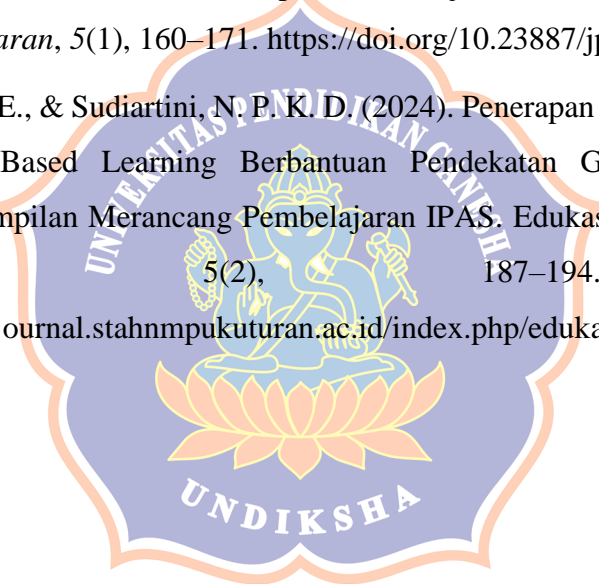 aran, 5(1), 160–171. https://doi.org/10.23887/jp
E., & Sudiartini, N. P. K. D. (2024). Penerapan
Based Learning Berbantuan Pendekatan G
mpilan Merancang Pembelajaran IPAS. Edukas
5(2), 187–194.
ournal.stahnmpukuturan.ac.id/index.php/eduka
UNIVERSITAS PENDIDIKAN GANESHA
UNDIKSHA